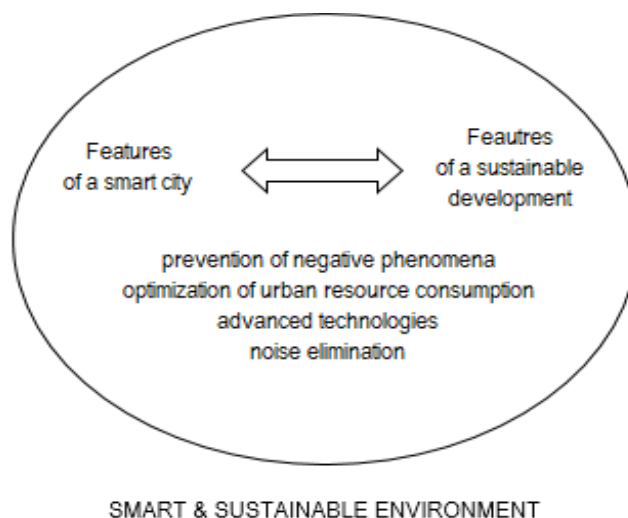 Features
of a smart city
Feautres
of a sustainable
development
prevention of negative phenomena
optimization of urban resource consumption
advanced technologies
noise elimination
SMART & SUSTAINABLE ENVIRONMENT